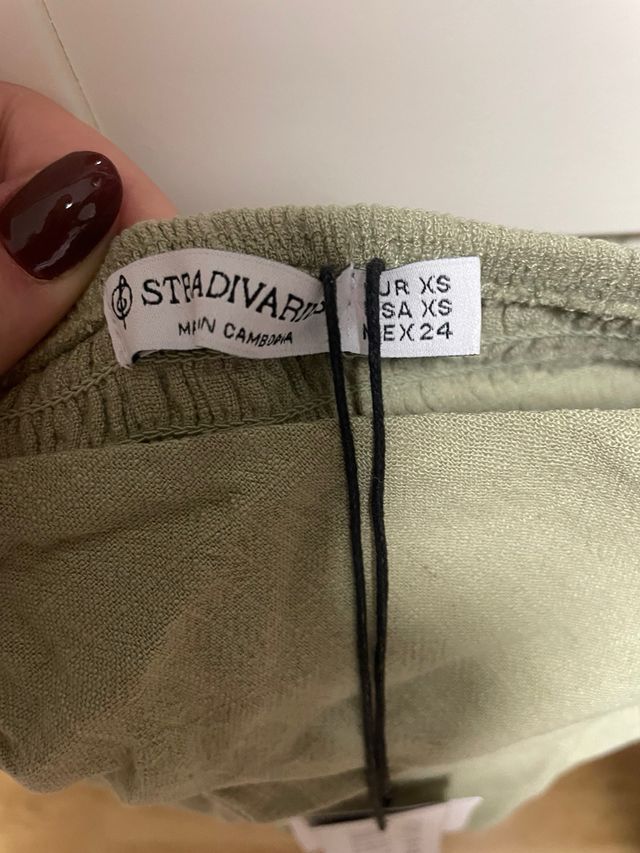 STRADIVARIUS
MADE IN CAMBODIA
EUR XS
USA XS
MEX 24